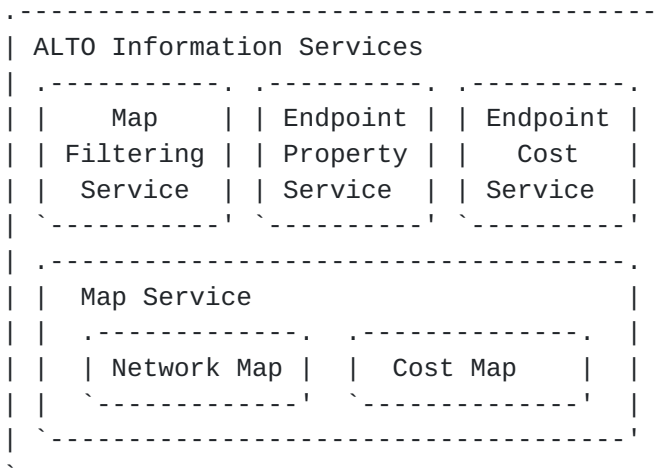 .------------------------------------------
| ALTO Information Services
| .-----------. .----------. .----------.
| |    Map    | | Endpoint | | Endpoint |
| | Filtering | | Property | |   Cost   |
| |  Service  | | Service  | | Service  |
| `-----------' `----------' `----------'
| .--------------------------------------.
| |  Map Service                         |
| |  .-------------.  .--------------.  |
| |  | Network Map |  |  Cost Map    |  |
| |  `-------------'  `--------------'  |
| `--------------------------------------'